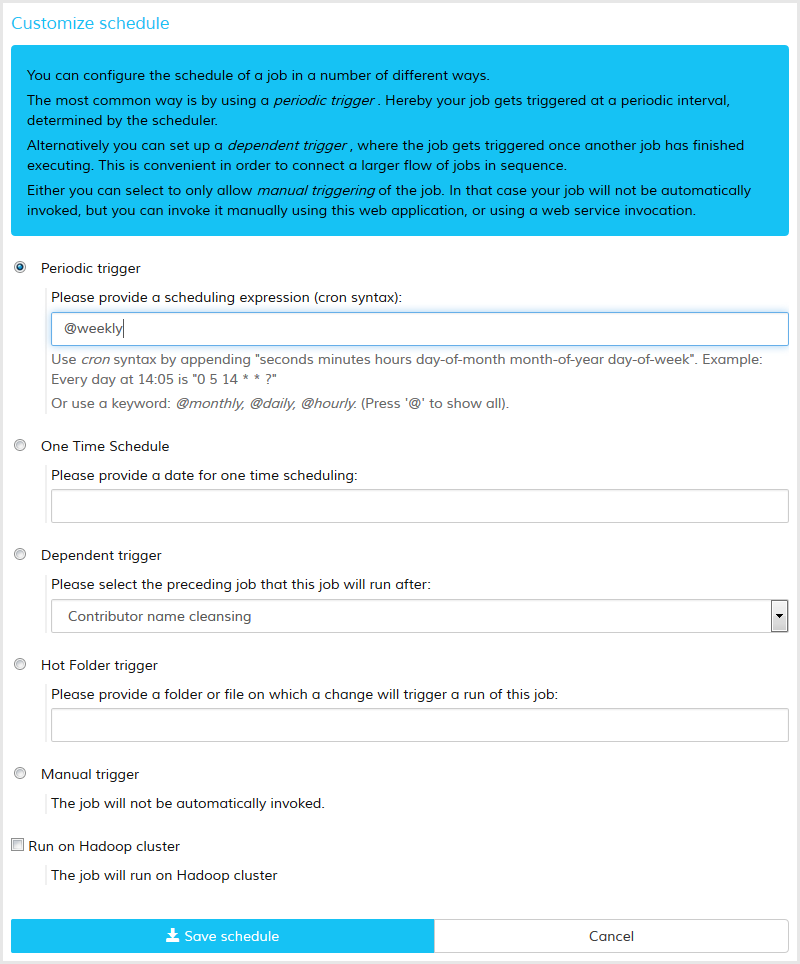 Customize schedule
You can configure the schedule of a job in a number of different ways.
The most common way is by using a periodic trigger . Hereby your job gets triggered at a periodic interval,
determined by the scheduler.
Alternatively you can set up a dependent trigger , where the job gets triggered once another job has finished
executing. This is convenient in order to connect a larger flow of jobs in sequence.
Either you can select to only allow manual triggering of the job. In that case your job will not be automatically
invoked, but you can invoke it manually using this web application, or using a web service invocation.
Periodic trigger
Please provide a scheduling expression (cron syntax):
@weekly
Use cron syntax by appending "seconds minutes hours day-of-month month-of-year day-of-week". Example:
Every day at 14:05 is "0 5 14 * * ?"
Or use a keyword: @monthly, @daily, @hourly. (Press '@' to show all).
One Time Schedule
Please provide a date for one time scheduling:
Dependent trigger
Please select the preceding job that this job will run after:
Contributor name cleansing
Hot Folder trigger
Please provide a folder or file on which a change will trigger a run of this job:
Manual trigger
The job will not be automatically invoked.
Run on Hadoop cluster
The job will run on Hadoop cluster
Save schedule
Cancel